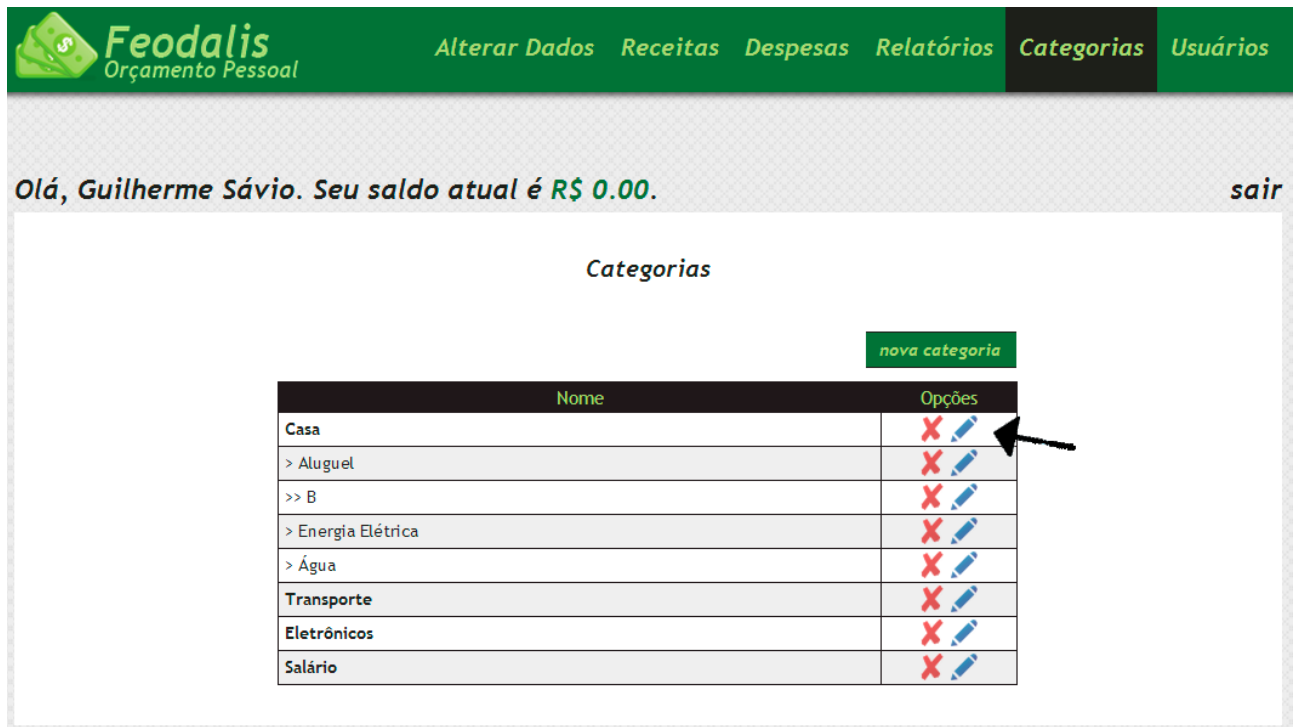 Feodalis
Orçamento Pessoal
Alterar Dados Receitas Despesas Relatórios Categorias Usuários
Olá, Guilherme Sávio. Seu saldo atual é R$ 0.00. sair
Categorias
nova categoria
Nome Opções
Casa
> Aluguel
>> B
> Energia Elétrica
> Água
Transporte
Eletrônicos
Salário